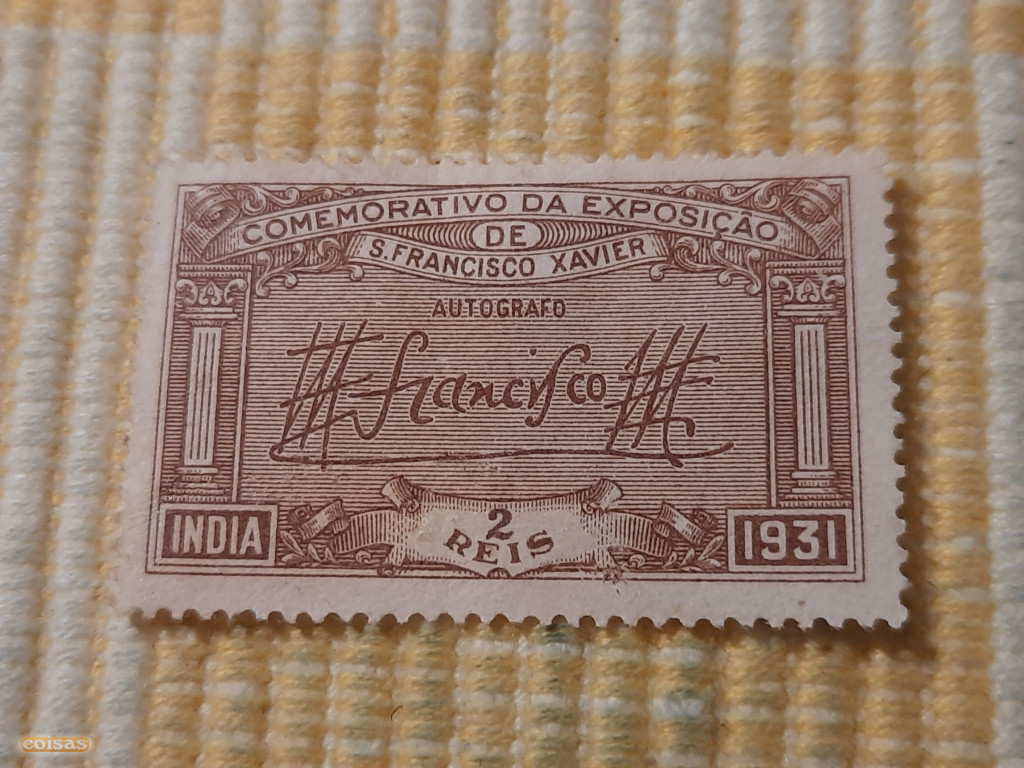 COMEMORATIVO DA EXPOSIÇÃO
DE
S. FRANCISCO XAVIER
AUTOGRAFO
Francisco
2
REIS
INDIA
1931
coisas